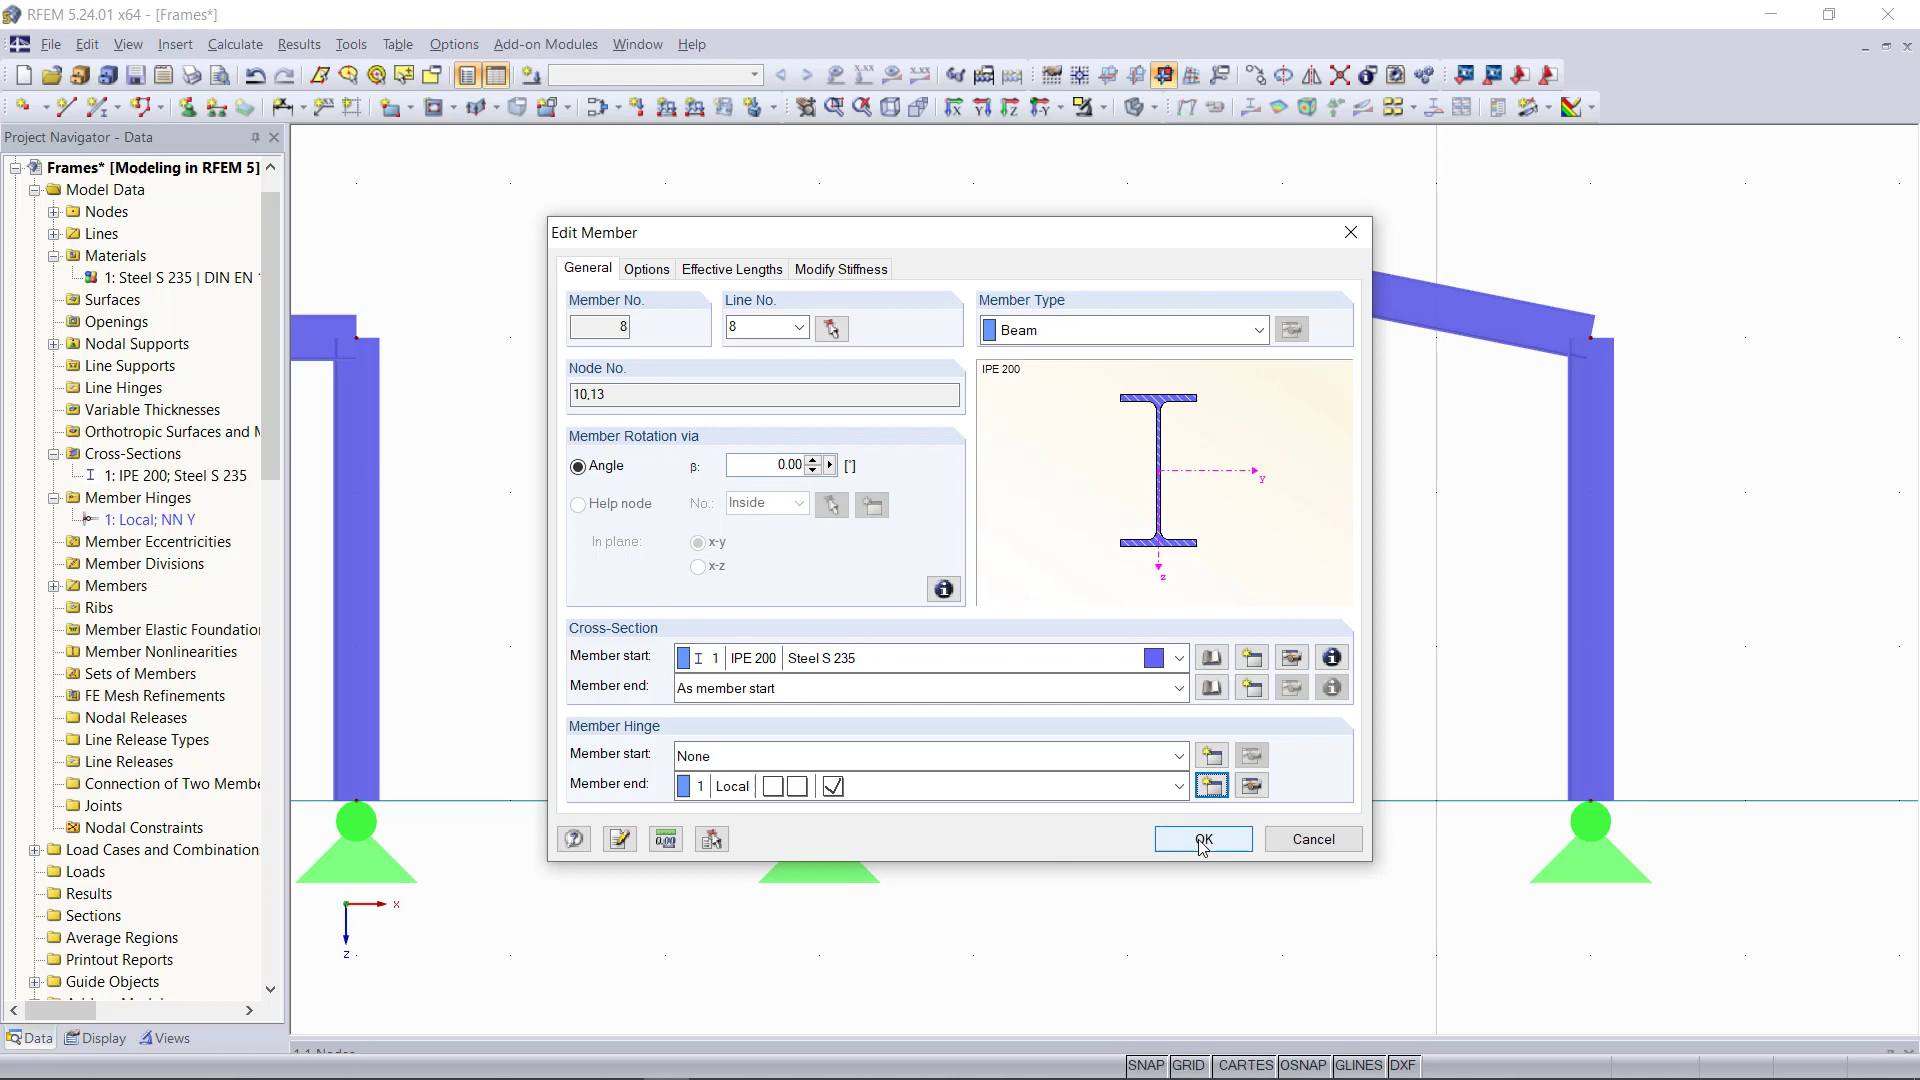 RFEM 5.24.01 x64 - [Frames*]
File Edit View Insert Calculate Results Tools Table Options Add-on Modules Window Help
Project Navigator - Data
Frames* [Modeling in RFEM 5]
Model Data
Nodes
Lines
Materials
1: Steel S 235 | DIN EN
Surfaces
Openings
Nodal Supports
Line Supports
Line Hinges
Variable Thicknesses
Orthotropic Surfaces and
Cross-Sections
1: IPE 200; Steel S 235
Member Hinges
1: Local; NN Y
Member Eccentricities
Member Divisions
Members
Ribs
Member Elastic Foundatio
Member Nonlinearities
Sets of Members
FE Mesh Refinements
Nodal Releases
Line Release Types
Line Releases
Connection of Two Membe
Joints
Nodal Constraints
Load Cases and Combination
Loads
Results
Sections
Average Regions
Printout Reports
Guide Objects
Data Display Views
Edit Member
General Options Effective Lengths Modify Stiffness
Member No. Line No. Member Type
8 8 Beam
Node No.
10,13
IPE 200
Member Rotation via
Angle β: 0.00 [°]
Help node No.: Inside
In plane: x-y
x-z
y
z
Cross-Section
Member start: 1 IPE 200 Steel S 235
Member end: As member start
Member Hinge
Member start: None
Member end: 1 Local
0,00
OK Cancel
x
z
SNAP GRID CARTES OSNAP GLINES DXF